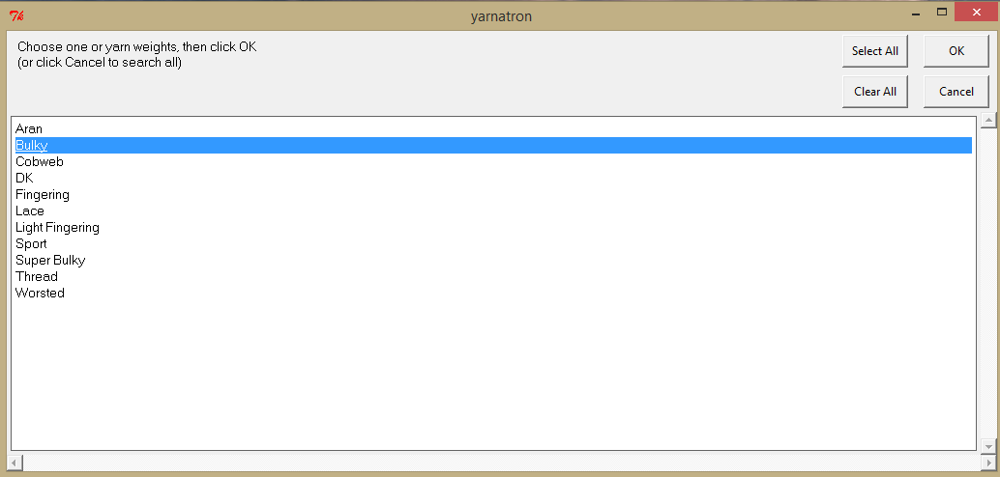 yarnatron
Choose one or yarn weights, then click OK
(or click Cancel to search all)
Select All
OK
Clear All
Cancel
Aran
Bulky
Cobweb
DK
Fingering
Lace
Light Fingering
Sport
Super Bulky
Thread
Worsted